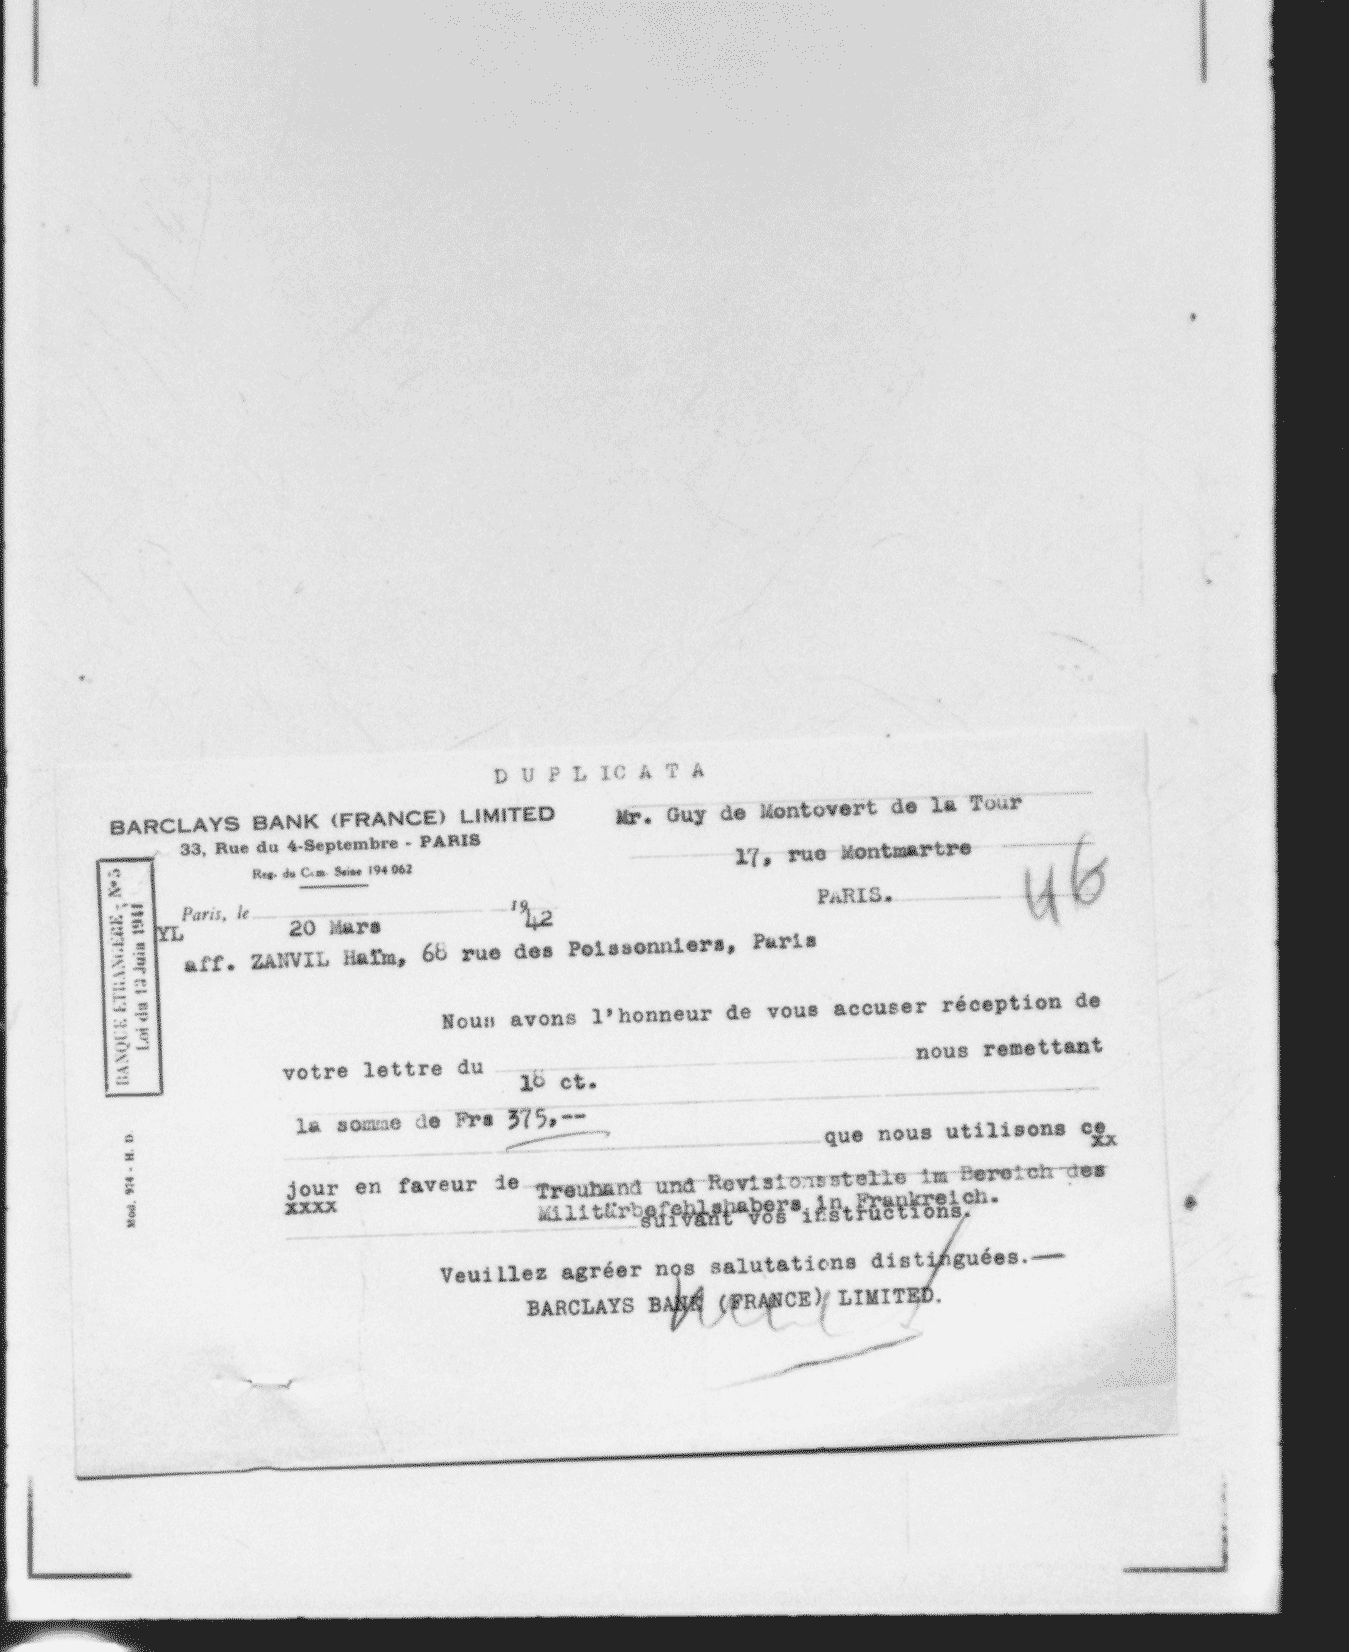 DUPLICATA
BARCLAYS BANK (FRANCE) LIMITED
33, Rue du 4-Septembre - PARIS
Reg. du Com. Seine 194 062
Mr. Guy de Montovert de la Tour
17, rue Montmartre
PARIS.
46
BANQUE ETRANGERE - Nº 5
Loi du 13 Juin 1941
Paris, le 20 Mars 1942
YL
aff. ZANVIL Haïm, 68 rue des Poissonniers, Paris
Nous avons l'honneur de vous accuser réception de
votre lettre du 18 ct. nous remettant
la somme de Frs 375,--
que nous utilisons ce
xx
jour en faveur de Treuhand und Revisionsstelle im Bereich des
xxxx Militärbefehlshabers in Frankreich.
suivant vos instructions.
Veuillez agréer nos salutations distinguées.—
BARCLAYS BANK (FRANCE) LIMITED.
Mod. 924 - H. D.